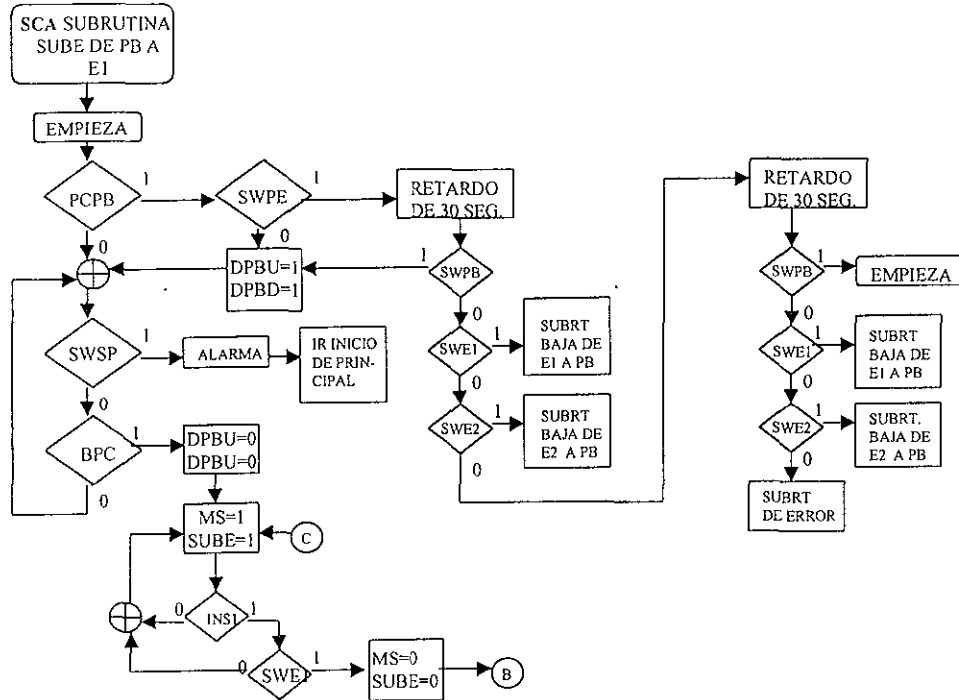 SCA SUBRUTINA
SUBE DE PB A
E1
EMPIEZA
PCPB
1
0
SWPE
1
0
RETARDO
DE 30 SEG.
DPBU=1
DPBD=1
SWPB
1
0
SWSP
1
0
ALARMA
IR INICIO
DE PRIN-
CIPAL
SWE1
1
0
SUBRT
BAJA DE
E1 A PB
SWE2
1
0
SUBRT
BAJA DE
E2 A PB
BPC
1
0
DPBU=0
DPBU=0
MS=1
SUBE=1
C
INS1
0
1
SWE1
0
1
MS=0
SUBE=0
B
RETARDO
DE 30 SEG.
SWPB
1
0
EMPIEZA
SWE1
1
0
SUBRT
BAJA DE
E1 A PB
SWE2
1
0
SUBRT.
BAJA DE
E2 A PB
SUBRT
DE ERROR